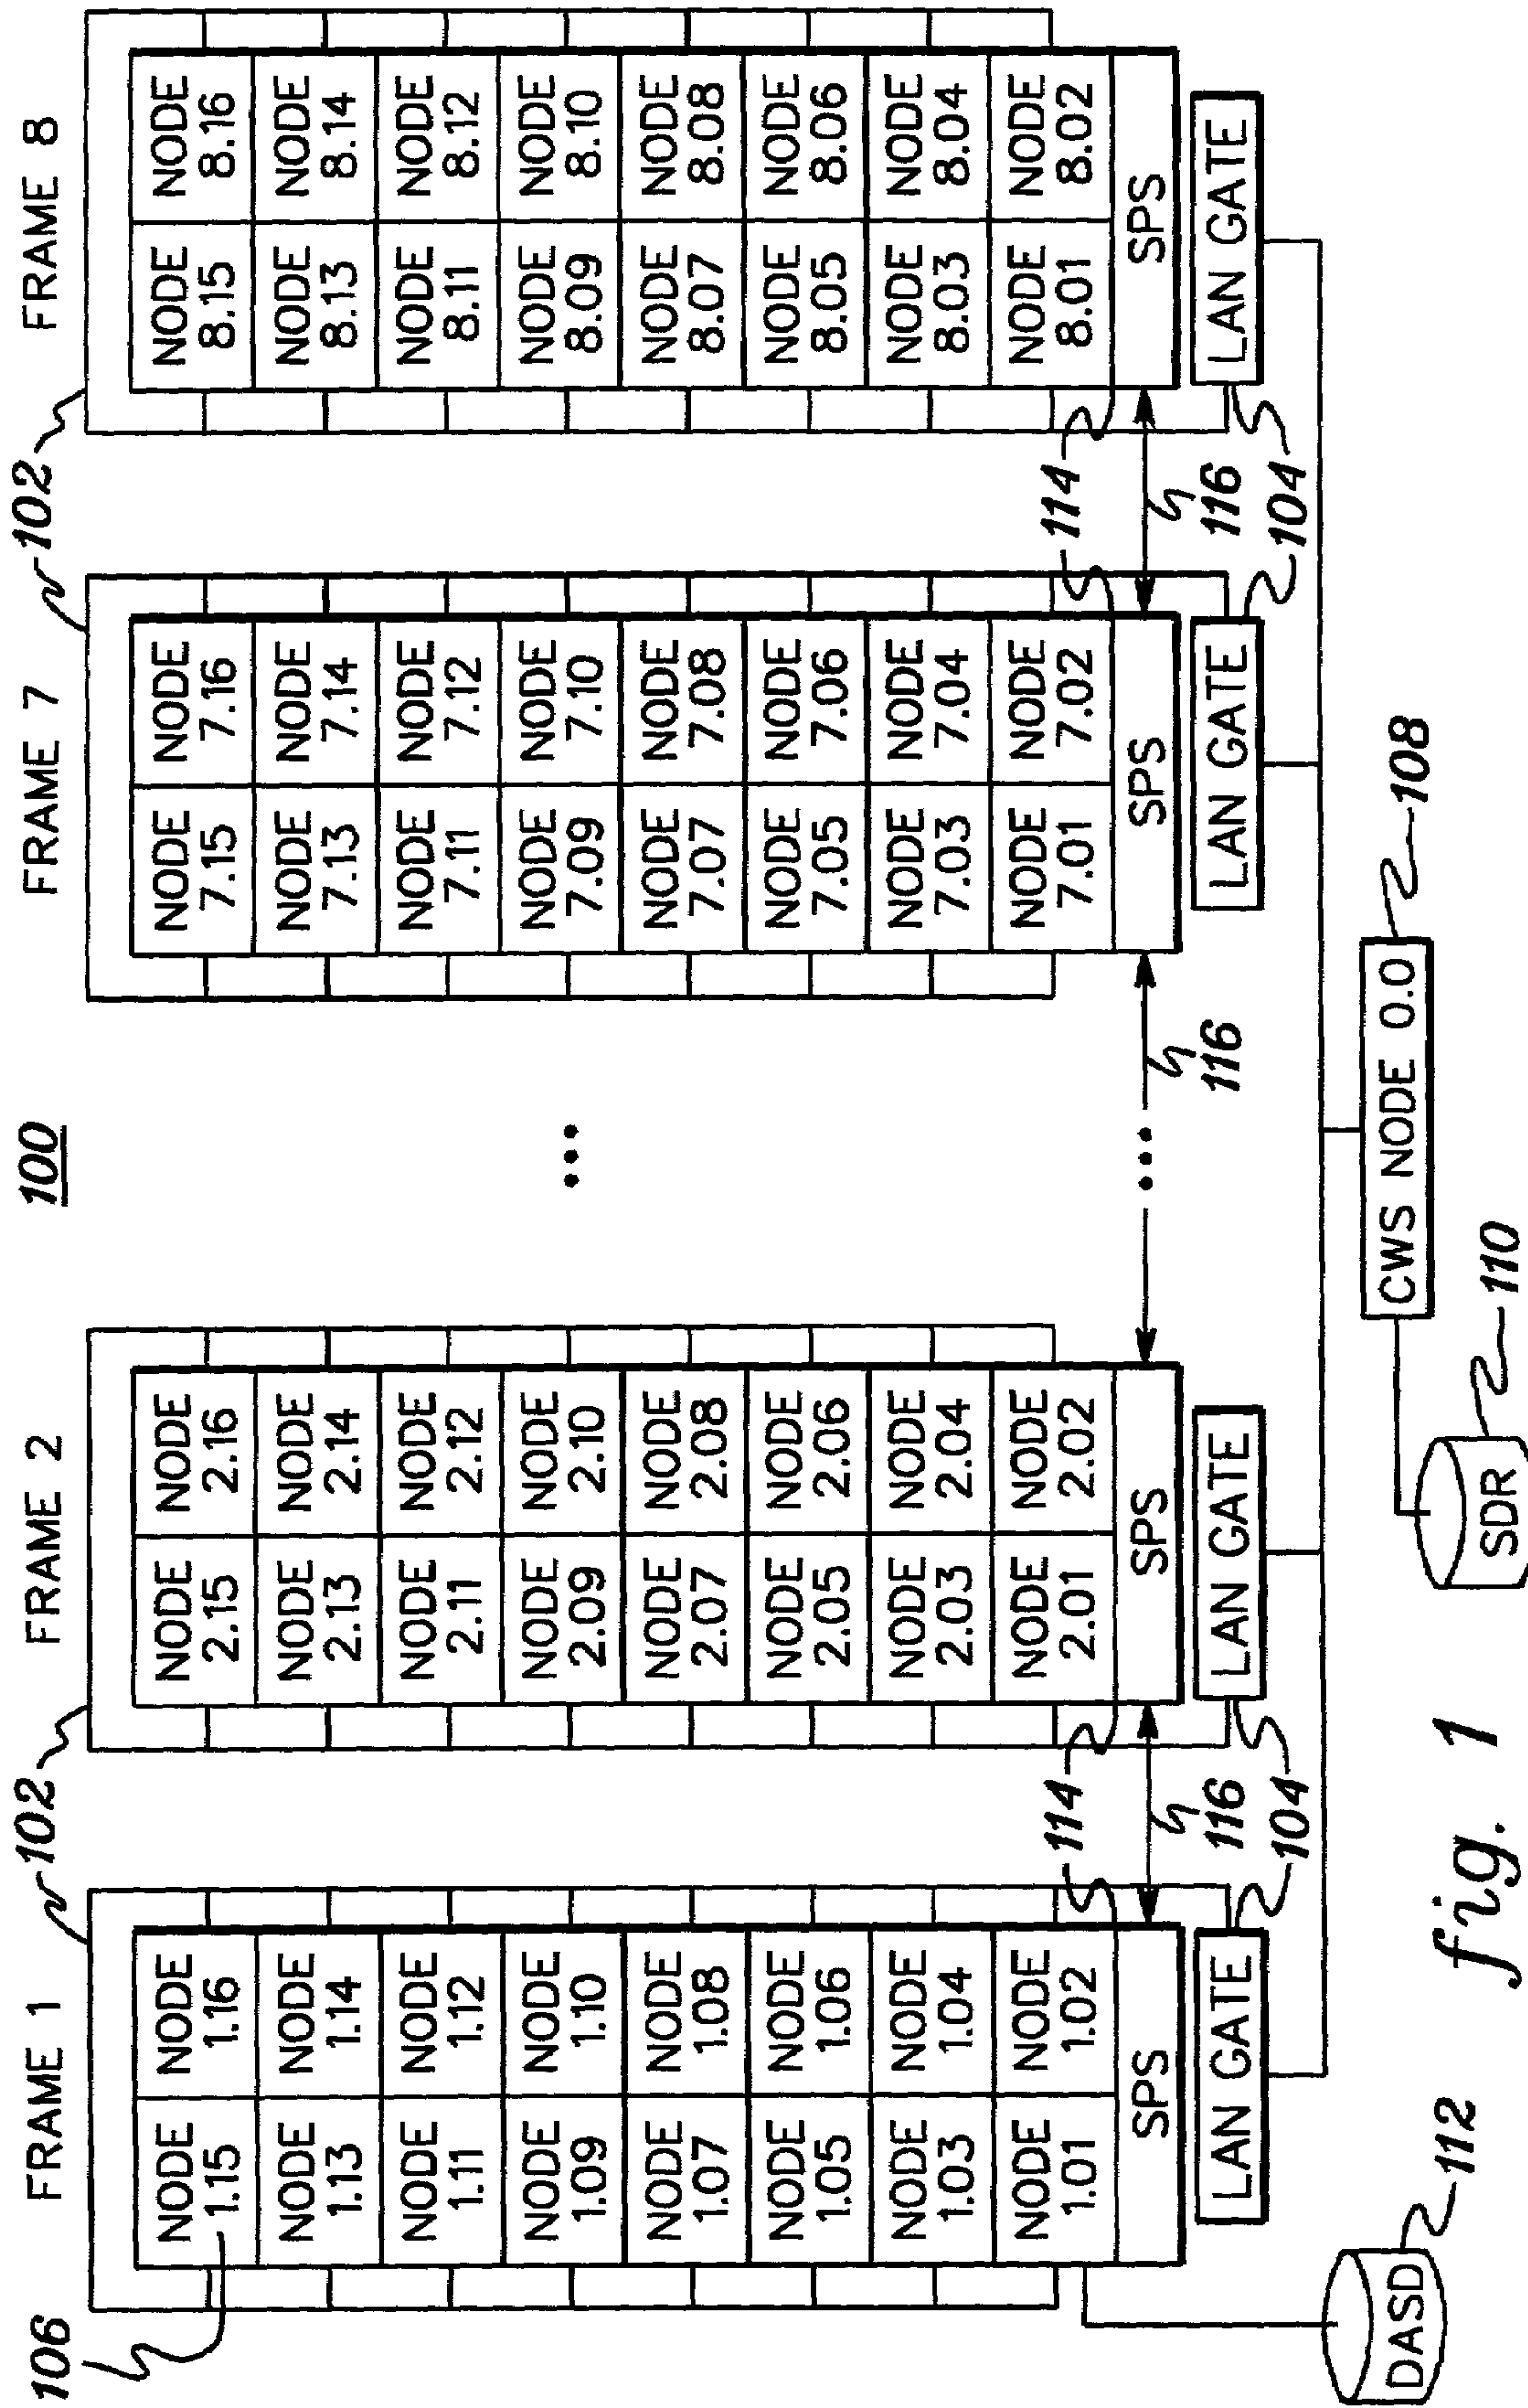 100
FRAME 1
FRAME 2
FRAME 7
FRAME 8
102
102
106
NODE 1.15
NODE 1.16
NODE 1.13
NODE 1.14
NODE 1.11
NODE 1.12
NODE 1.09
NODE 1.10
NODE 1.07
NODE 1.08
NODE 1.05
NODE 1.06
NODE 1.03
NODE 1.04
NODE 1.01
NODE 1.02
SPS
LAN GATE
NODE 2.15
NODE 2.16
NODE 2.13
NODE 2.14
NODE 2.11
NODE 2.12
NODE 2.09
NODE 2.10
NODE 2.07
NODE 2.08
NODE 2.05
NODE 2.06
NODE 2.03
NODE 2.04
NODE 2.01
NODE 2.02
SPS
LAN GATE
...
...
NODE 7.15
NODE 7.16
NODE 7.13
NODE 7.14
NODE 7.11
NODE 7.12
NODE 7.09
NODE 7.10
NODE 7.07
NODE 7.08
NODE 7.05
NODE 7.06
NODE 7.03
NODE 7.04
NODE 7.01
NODE 7.02
SPS
LAN GATE
NODE 8.15
NODE 8.16
NODE 8.13
NODE 8.14
NODE 8.11
NODE 8.12
NODE 8.09
NODE 8.10
NODE 8.07
NODE 8.08
NODE 8.05
NODE 8.06
NODE 8.03
NODE 8.04
NODE 8.01
NODE 8.02
SPS
LAN GATE
114
114
116
116
116
104
104
DASD
112
SDR
110
CWS NODE 0.0
108
fig. 1